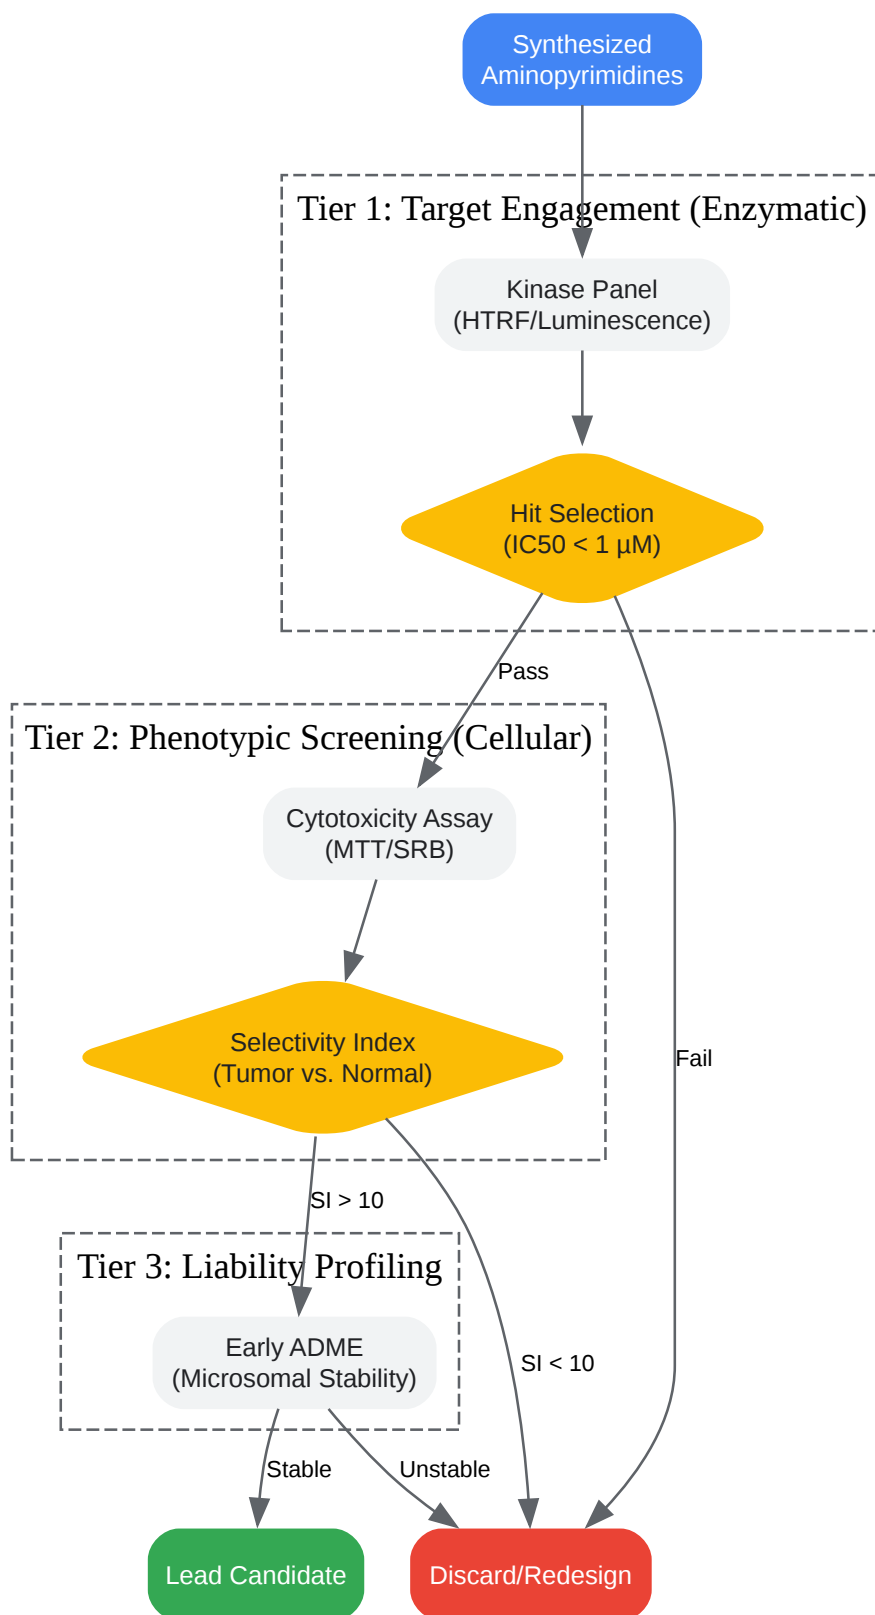 Synthesized
Aminopyrimidines
Tier 1: Target Engagement (Enzymatic)
Kinase Panel
(HTRF/Luminescence)
Hit Selection
(IC50 < 1 µM)
Pass
Tier 2: Phenotypic Screening (Cellular)
Cytotoxicity Assay
(MTT/SRB)
Selectivity Index
(Tumor vs. Normal)
Fail
SI > 10
Tier 3: Liability Profiling
Early ADME
(Microsomal Stability)
SI < 10
Stable
Unstable
Lead Candidate
Discard/Redesign